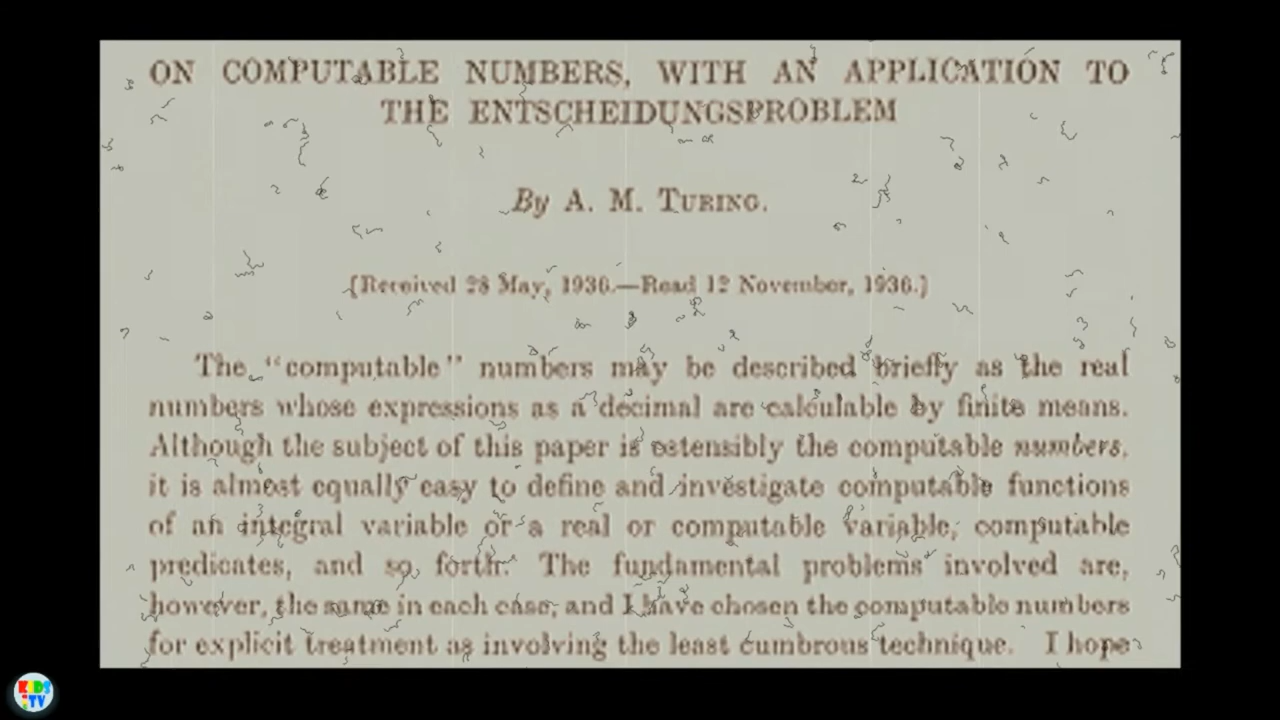 ON COMPUTABLE NUMBERS, WITH AN APPLICATION TO
THE ENTSCHEIDUNGSPROBLEM
By A. M. TURING.
[Received 28 May, 1936.—Read 12 November, 1936.]
The "computable" numbers may be described briefly as the real
numbers whose expressions as a decimal are calculable by finite means.
Although the subject of this paper is ostensibly the computable numbers,
it is almost equally easy to define and investigate computable functions
of an integral variable or a real or computable variable, computable
predicates, and so forth. The fundamental problems involved are,
however, the same in each case, and I have chosen the computable numbers
for explicit treatment as involving the least cumbrous technique. I hope
KIDS
TV